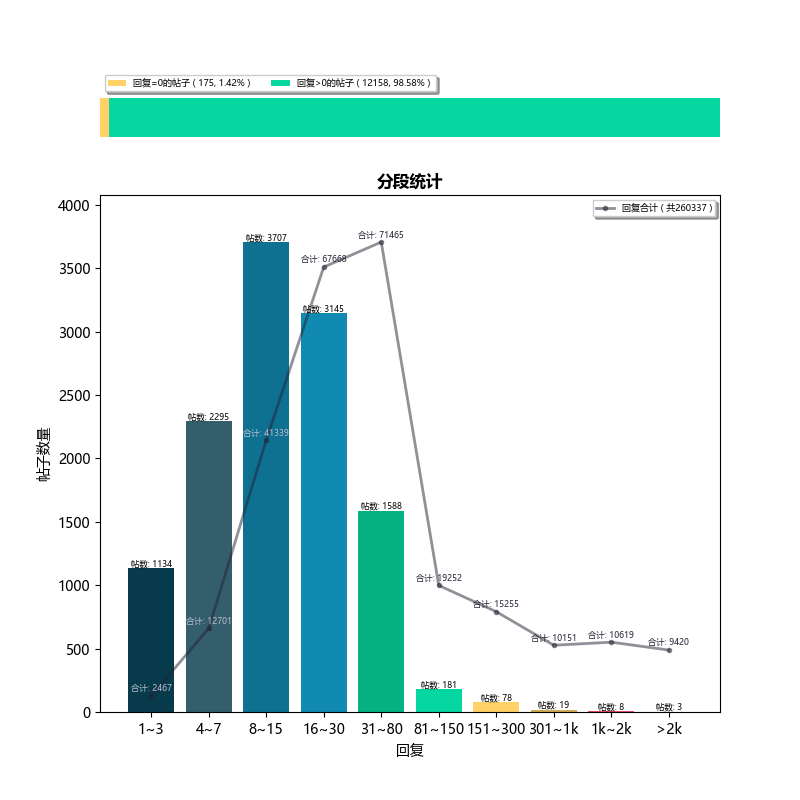 回复=0的帖子 ( 175, 1.42% )
回复>0的帖子 ( 12158, 98.58% )
分段统计
回复合计 ( 共260337 )
帖子数量
4000
3500
3000
2500
2000
1500
1000
500
0
帖数: 1134
帖数: 2295
帖数: 3707
帖数: 3145
帖数: 1588
帖数: 181
帖数: 78
帖数: 19
帖数: 8
帖数: 3
合计: 2467
合计: 12701
合计: 41339
合计: 67668
合计: 71465
合计: 19252
合计: 15255
合计: 10151
合计: 10619
合计: 9420
1~3
4~7
8~15
16~30
31~80
81~150
151~300
301~1k
1k~2k
>2k
回复